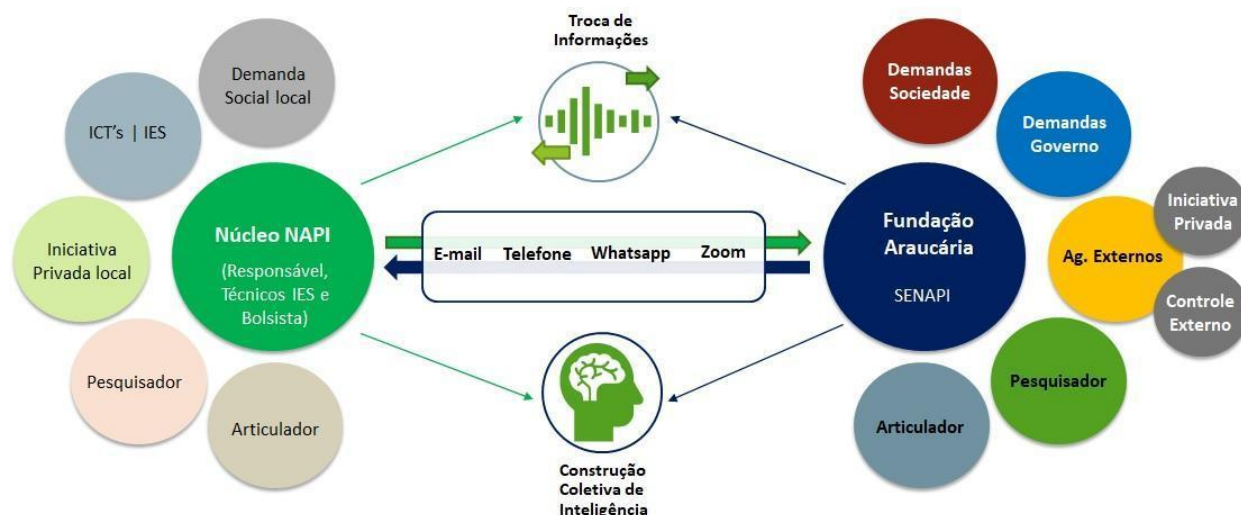 Troca de
Informações
Demanda
Social local
ICT's | IES
Iniciativa
Privada local
Pesquisador
Articulador
Núcleo NAPI
(Responsável,
Técnicos IES e
Bolsista)
E-mail Telefone Whatsapp Zoom
Construção
Coletiva de
Inteligência
Fundação
Araucária
SENAPI
Demandas
Sociedade
Demandas
Governo
Iniciativa
Privada
Ag. Externos
Controle
Externo
Pesquisador
Articulador